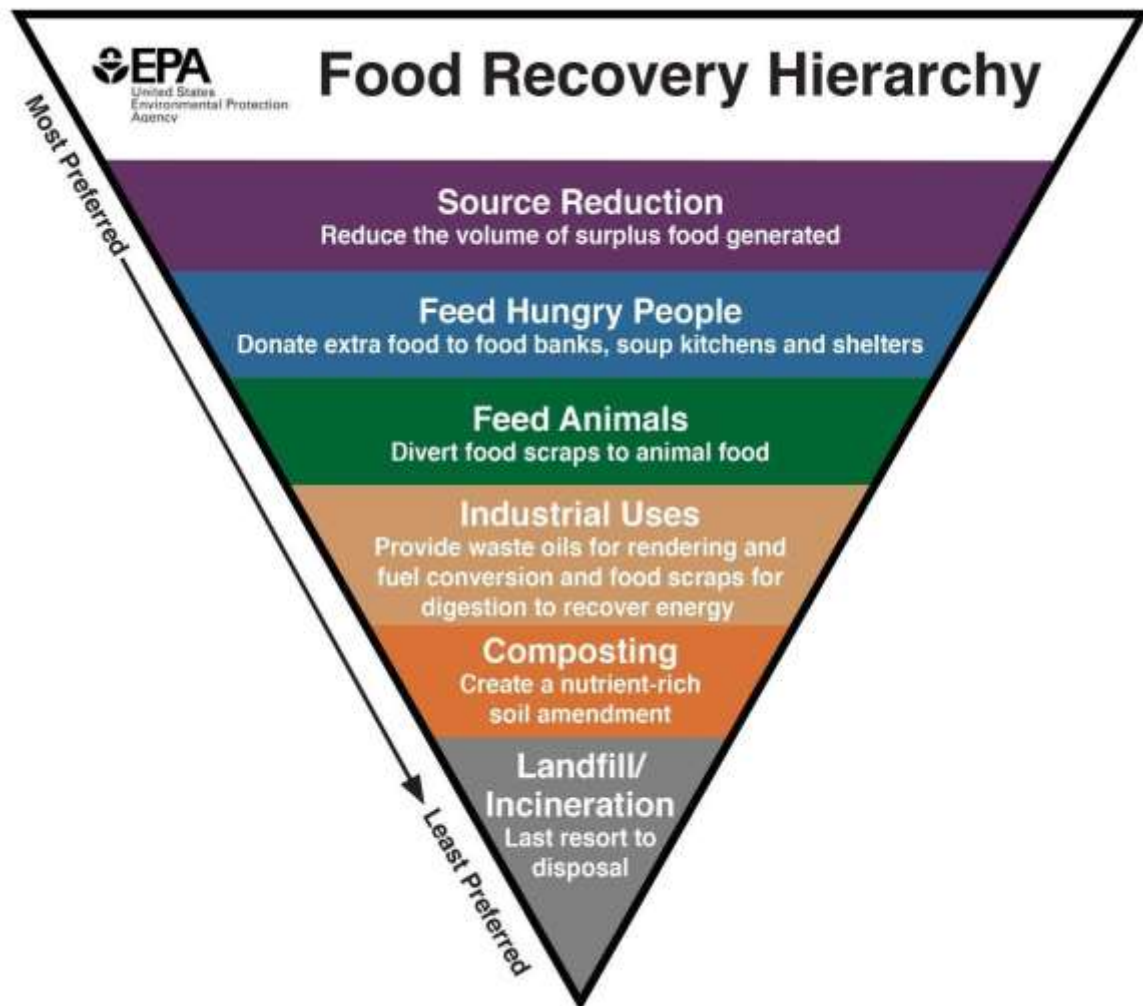 EPA
United States
Environmental Protection
Agency
Food Recovery Hierarchy
Most Preferred
Source Reduction
Reduce the volume of surplus food generated
Feed Hungry People
Donate extra food to food banks, soup kitchens and shelters
Feed Animals
Divert food scraps to animal food
Industrial Uses
Provide waste oils for rendering and
fuel conversion and food scraps for
digestion to recover energy
Composting
Create a nutrient-rich
soil amendment
Landfill/
Incineration
Last resort to
disposal
Least Preferred